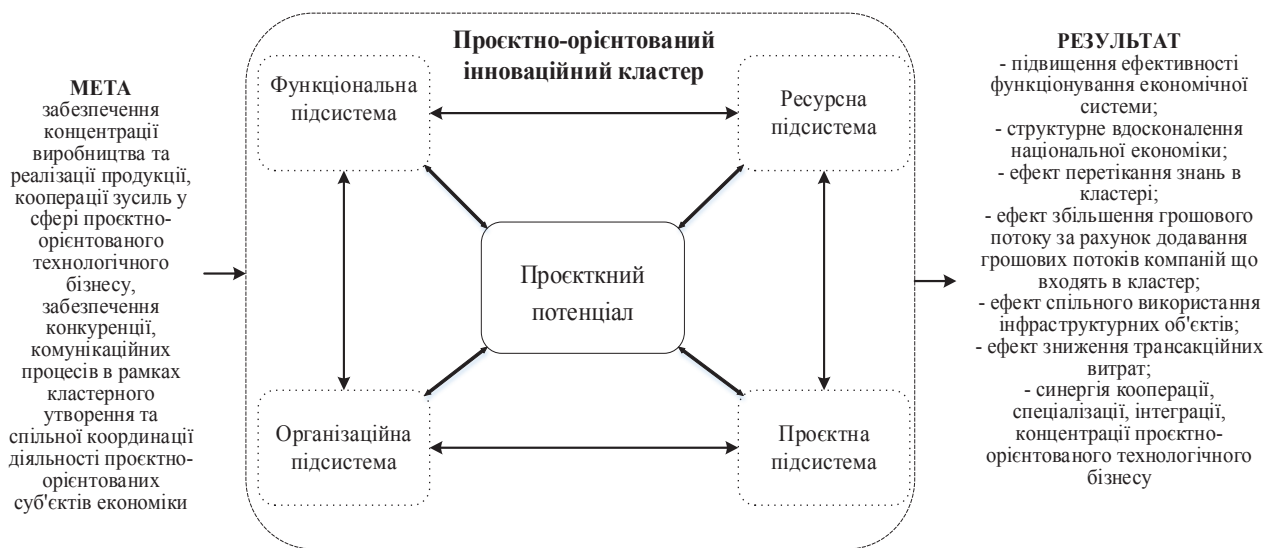 МЕТА
забезпечення
концентрації
виробництва та
реалізації продукції,
кооперації зусиль у
сфері проєктно-
орієнтованого
технологічного
бізнесу,
забезпечення
конкуренції,
комунікаційних
процесів в рамках
кластерного
утворення та
спільної координації
діяльності проєктно-
орієнтованих
суб'єктів економіки
Проєктно-орієнтований
інноваційний кластер
Функціональна
підсистема
Ресурсна
підсистема
Проєкткний
потенціал
Організаційна
підсистема
Проєктна
підсистема
РЕЗУЛЬТАТ
- підвищення ефективності
функціонування економічної
системи;
- структурне вдосконалення
національної економіки;
- ефект перетікання знань в
кластері;
- ефект збільшення грошового
потоку за рахунок додавання
грошових потоків компаній що
входять в кластер;
- ефект спільного використання
інфраструктурних об'єктів;
- ефект зниження трансакційних
витрат;
- синергія кооперації,
спеціалізації, інтеграції,
концентрації проєктно-
орієнтованого технологічного
бізнесу